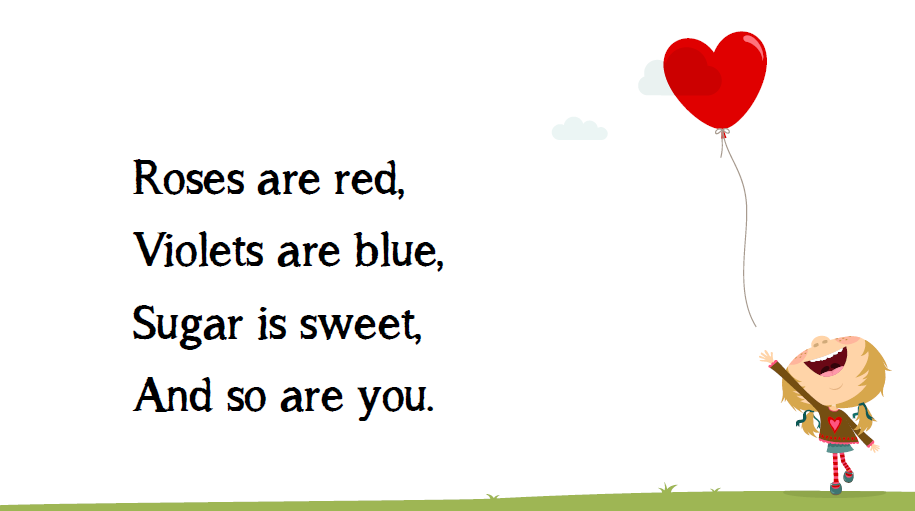 Roses are red,
Violets are blue,
Sugar is sweet,
And so are you.